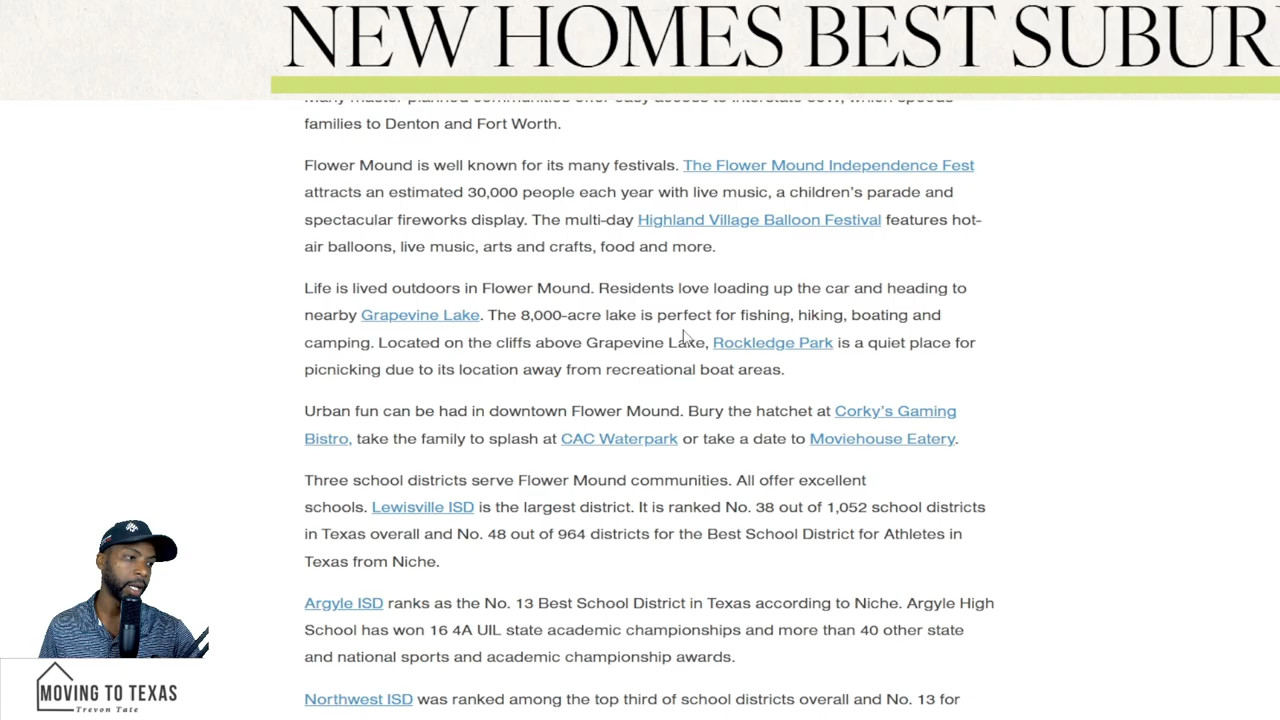 NEW HOMES BEST SUBUR
Many master-planned communities offer easy access to Interstate 35W, which speeds
families to Denton and Fort Worth.
Flower Mound is well known for its many festivals. The Flower Mound Independence Fest
attracts an estimated 30,000 people each year with live music, a children’s parade and
spectacular fireworks display. The multi-day Highland Village Balloon Festival features hot-
air balloons, live music, arts and crafts, food and more.
Life is lived outdoors in Flower Mound. Residents love loading up the car and heading to
nearby Grapevine Lake. The 8,000-acre lake is perfect for fishing, hiking, boating and
camping. Located on the cliffs above Grapevine Lake, Rockledge Park is a quiet place for
picnicking due to its location away from recreational boat areas.
Urban fun can be had in downtown Flower Mound. Bury the hatchet at Corky’s Gaming
Bistro, take the family to splash at CAC Waterpark or take a date to Moviehouse Eatery.
Three school districts serve Flower Mound communities. All offer excellent
schools. Lewisville ISD is the largest district. It is ranked No. 38 out of 1,052 school districts
in Texas overall and No. 48 out of 964 districts for the Best School District for Athletes in
Texas from Niche.
Argyle ISD ranks as the No. 13 Best School District in Texas according to Niche. Argyle High
School has won 16 4A UIL state academic championships and more than 40 other state
and national sports and academic championship awards.
Northwest ISD was ranked among the top third of school districts overall and No. 13 for
MOVING TO TEXAS
Trevon Tate